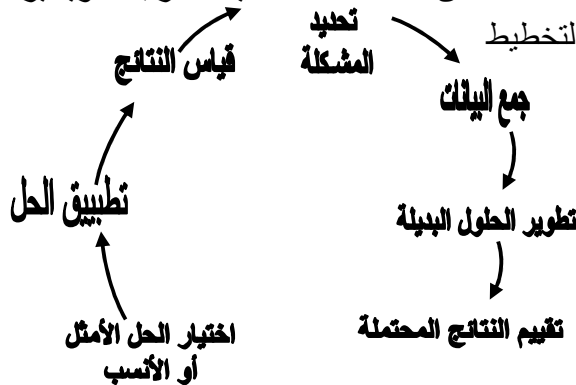 لتخطيط
تحديد
المشكلة
جمع البيانات
تطوير الحلول البديلة
تقييم النتائج المحتملة
اختيار الحل الأمثل
أو الأنسب
تطبيق الحل
قياس النتائج